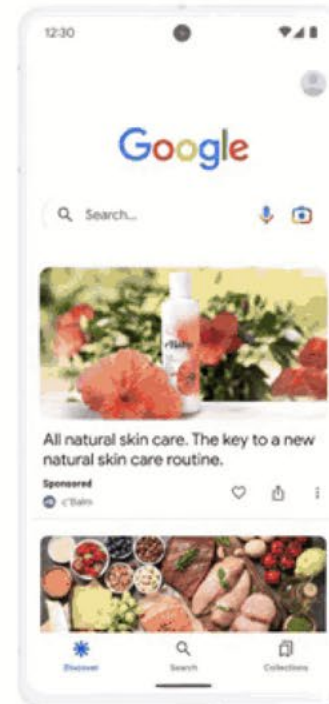 12:30
Google
Search...
All natural skin care. The key to a new
natural skin care routine.
Sponsored
c'Balm
Discover
Search
Collections